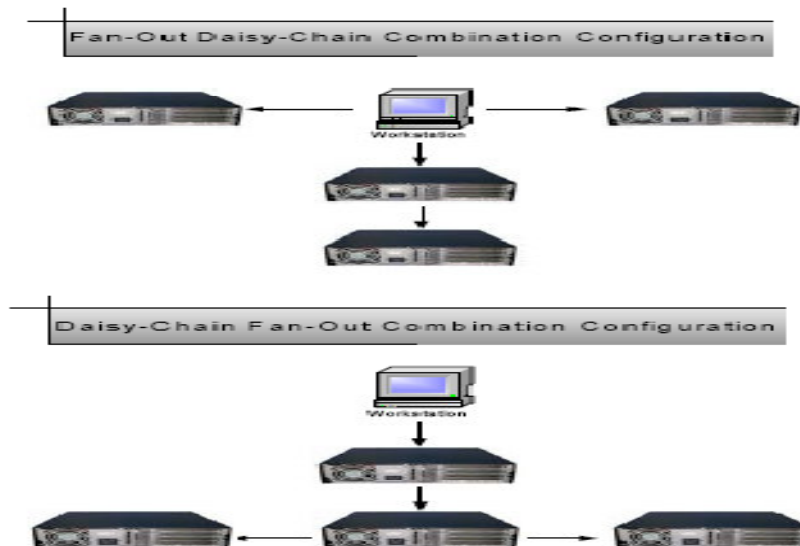 Fan-Out Daisy-Chain Combination Configuration
Workstation
Daisy-Chain Fan-Out Combination Configuration
Workstation